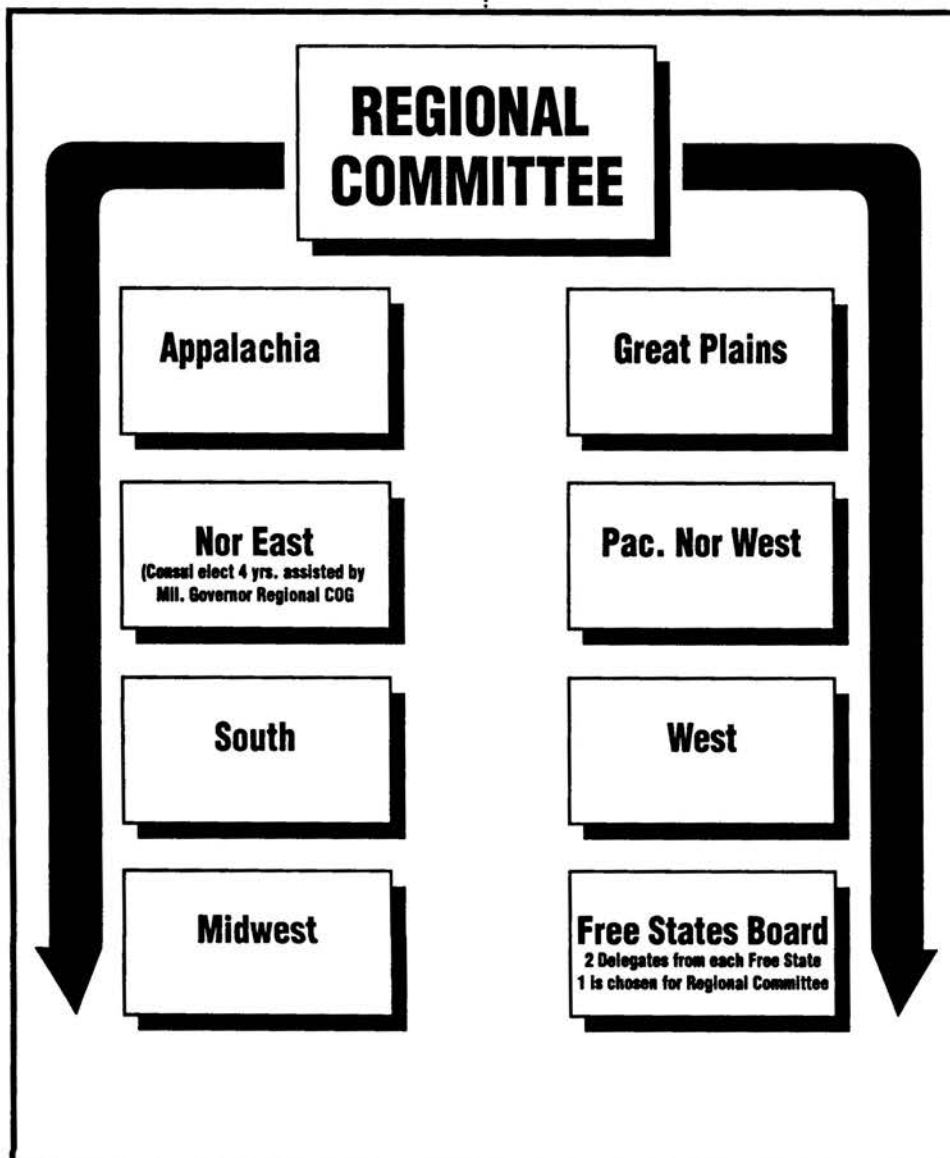 REGIONAL
COMMITTEE
Appalachia
Great Plains
Nor East
(Consul elect 4 yrs. assisted by
Mil. Governor Regional COG
Pac. Nor West
South
West
Midwest
Free States Board
2 Delegates from each Free State
1 is chosen for Regional Committee